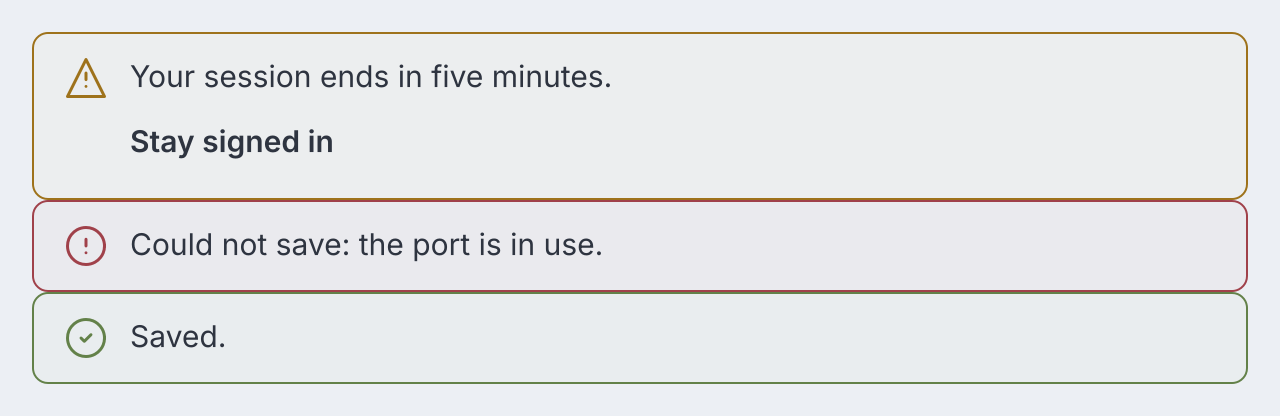 Your session ends in five minutes.
Stay signed in
Could not save: the port is in use.
Saved.